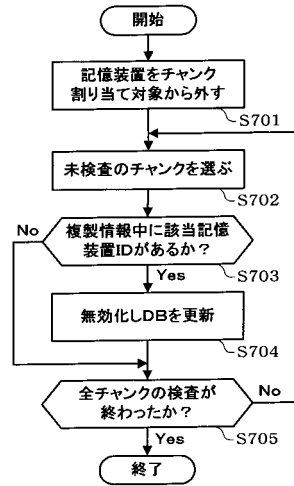 開始
記憶装置をチャンク
割り当て対象から外す
S701
未検査のチャンクを選ぶ
S702
No
複製情報中に該当記憶
装置IDがあるか？
S703
Yes
無効化しDBを更新
S704
全チャンクの検査が
終わったか？
No
S705
Yes
終了